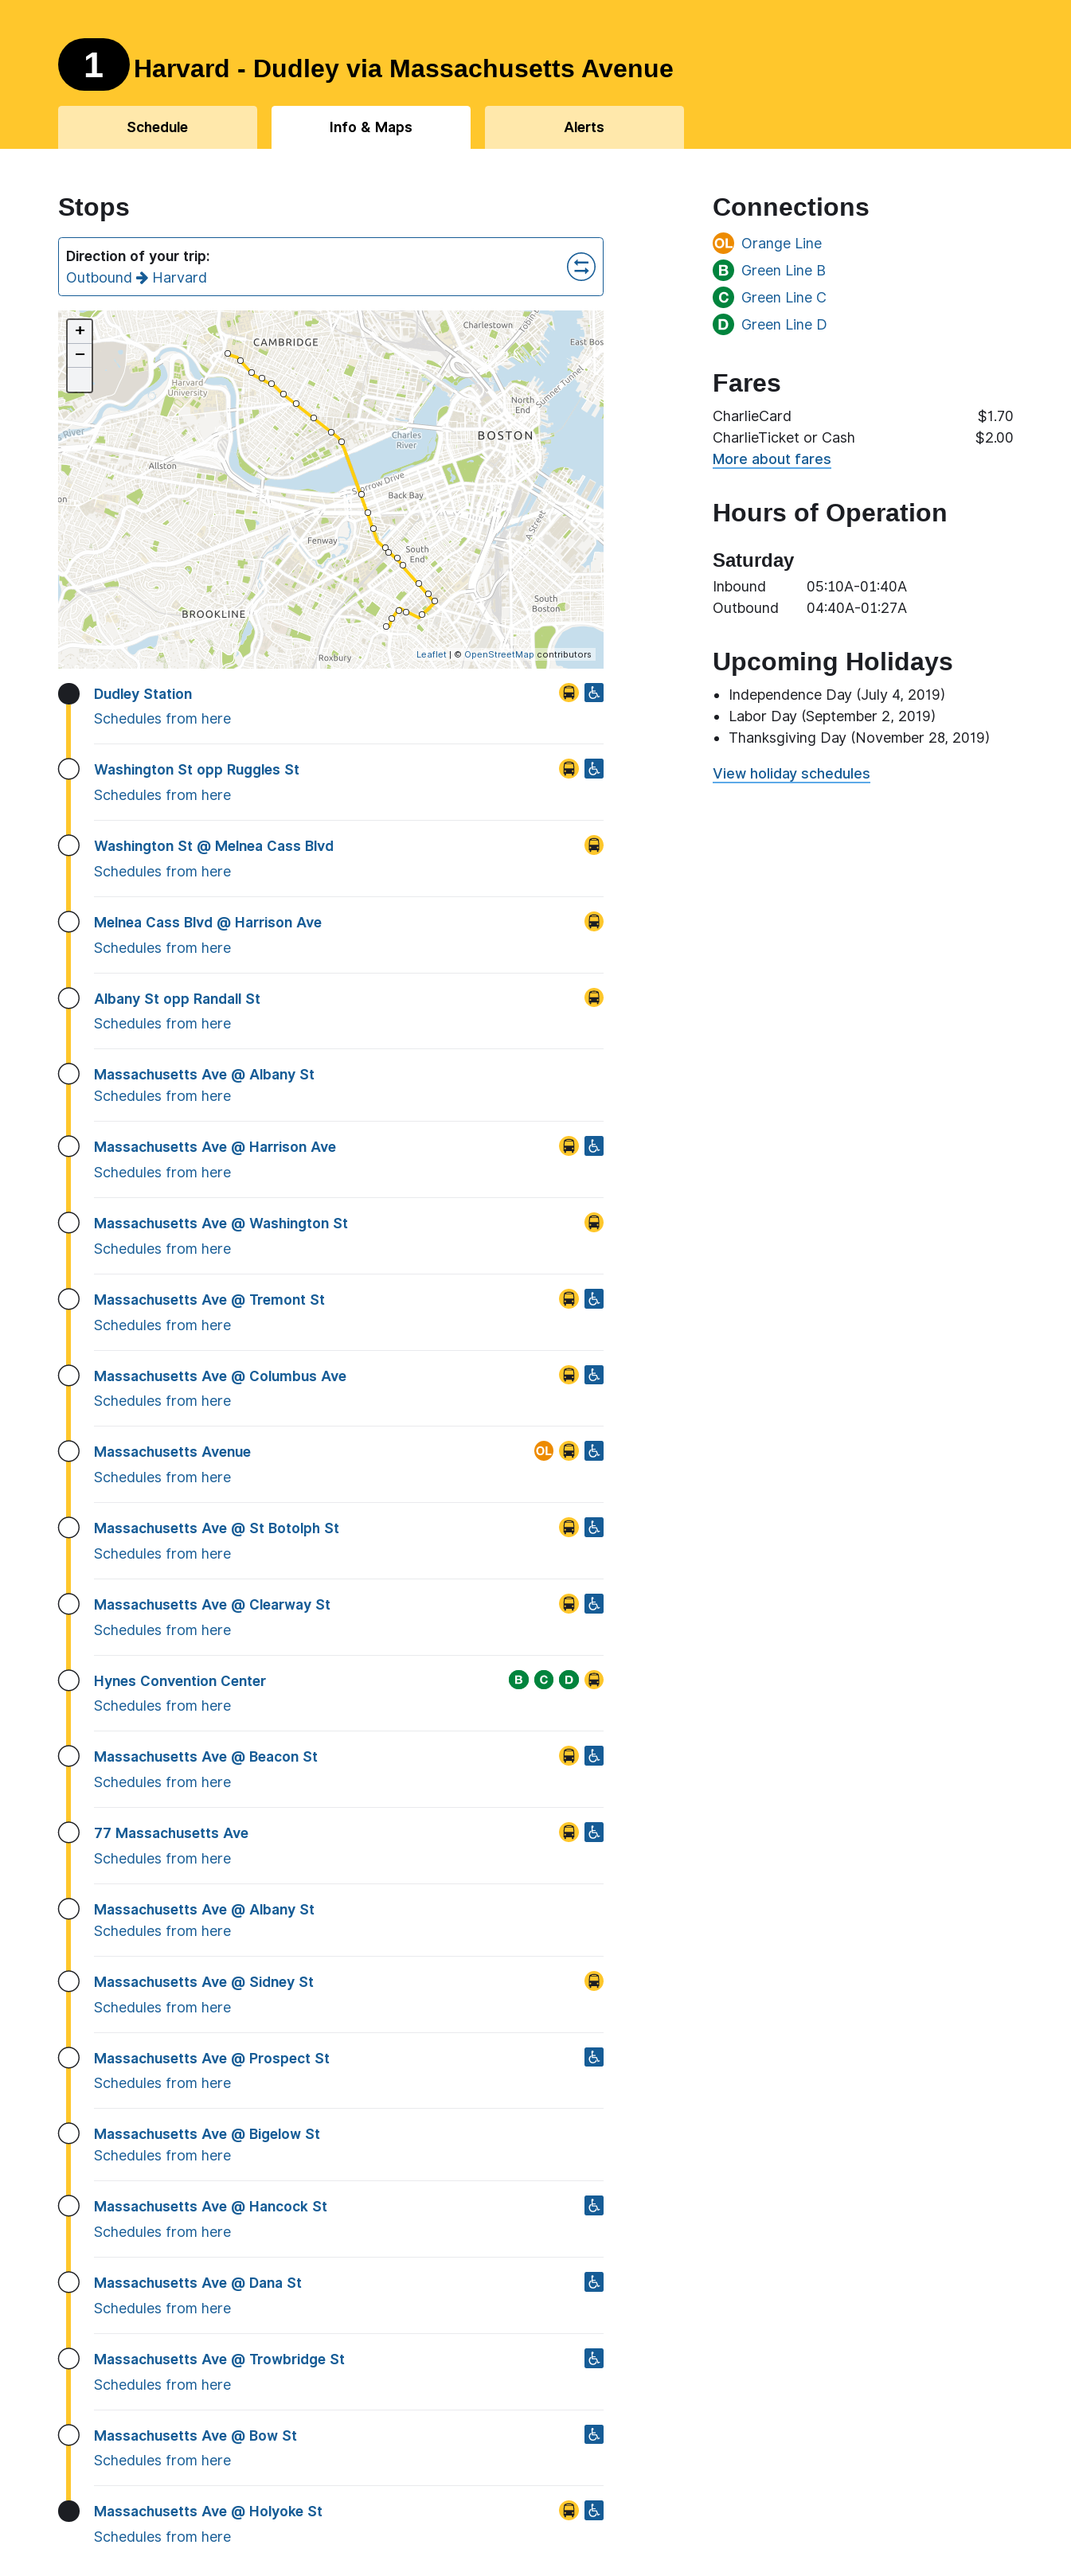 1 Harvard - Dudley via Massachusetts Avenue
Schedule
Info & Maps
Alerts
Stops
Direction of your trip:
Outbound → Harvard
+
−
CAMBRIDGE
Charlestown
East Bos
Harvard
University
Sumner Tunnel
North
End
BOSTON
Charles
River
s River
Allston
Storrow Drive
Back Bay
on
A Street
Fenway
South
End
BROOKLINE
South
Boston
Roxbury
Leaflet | © OpenStreetMap contributors
Dudley Station
Schedules from here
Washington St opp Ruggles St
Schedules from here
Washington St @ Melnea Cass Blvd
Schedules from here
Melnea Cass Blvd @ Harrison Ave
Schedules from here
Albany St opp Randall St
Schedules from here
Massachusetts Ave @ Albany St
Schedules from here
Massachusetts Ave @ Harrison Ave
Schedules from here
Massachusetts Ave @ Washington St
Schedules from here
Massachusetts Ave @ Tremont St
Schedules from here
Massachusetts Ave @ Columbus Ave
Schedules from here
Massachusetts Avenue OL
Schedules from here
Massachusetts Ave @ St Botolph St
Schedules from here
Massachusetts Ave @ Clearway St
Schedules from here
Hynes Convention Center B C D
Schedules from here
Massachusetts Ave @ Beacon St
Schedules from here
77 Massachusetts Ave
Schedules from here
Massachusetts Ave @ Albany St
Schedules from here
Massachusetts Ave @ Sidney St
Schedules from here
Massachusetts Ave @ Prospect St
Schedules from here
Massachusetts Ave @ Bigelow St
Schedules from here
Massachusetts Ave @ Hancock St
Schedules from here
Massachusetts Ave @ Dana St
Schedules from here
Massachusetts Ave @ Trowbridge St
Schedules from here
Massachusetts Ave @ Bow St
Schedules from here
Massachusetts Ave @ Holyoke St
Schedules from here
Connections
OL Orange Line
B Green Line B
C Green Line C
D Green Line D
Fares
CharlieCard $1.70
CharlieTicket or Cash $2.00
More about fares
Hours of Operation
Saturday
Inbound 05:10A-01:40A
Outbound 04:40A-01:27A
Upcoming Holidays
• Independence Day (July 4, 2019)
• Labor Day (September 2, 2019)
• Thanksgiving Day (November 28, 2019)
View holiday schedules